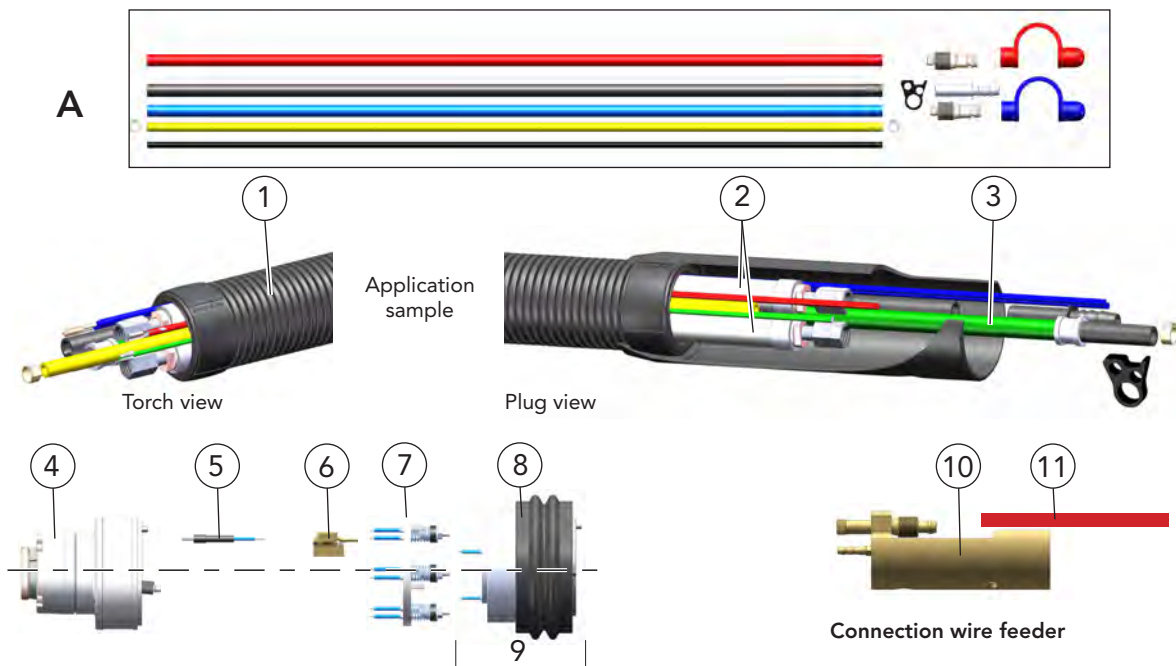 A
1
2
3
Application
sample
Torch view
Plug view
4
5
6
7
8
10
11
9
Connection wire feeder